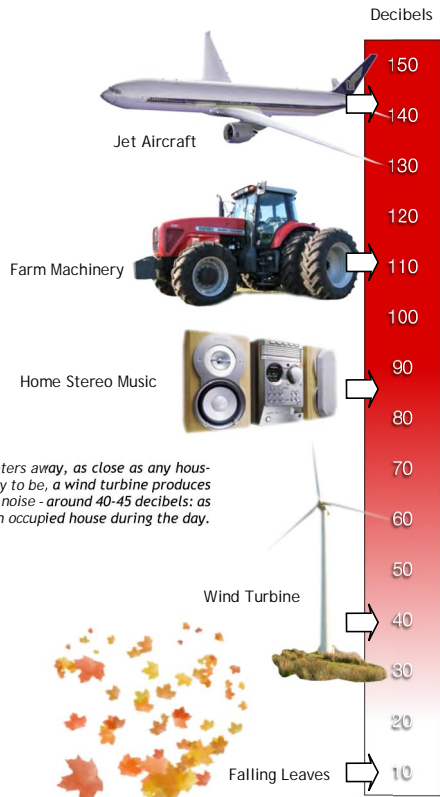 Decibels
150
Jet Aircraft
140
130
120
Farm Machinery
110
100
90
Home Stereo Music
80
70
ters away, as close as any hous-
y to be, a wind turbine produces
noise - around 40-45 decibels: as
occupied house during the day.
60
50
Wind Turbine
40
30
20
Falling Leaves
10